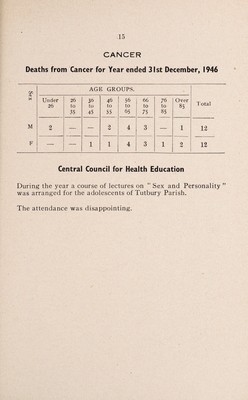 15
CANCER
Deaths from Cancer for Year ended 31st December, 1946
Sex
AGE GROUPS.
Total
Under 26
26 to 35
36 to 45
46 to 55
56 to 65
66 to 75
76 to 85
Over 85
M 2 — — 2 4 3 — 1 12
F — — 1 1 4 3 1 2 12
Central Council for Health Education
During the year a course of lectures on "Sex and Personality"
was arranged for the adolescents of Tutbury Parish.
The attendance was disappointing.